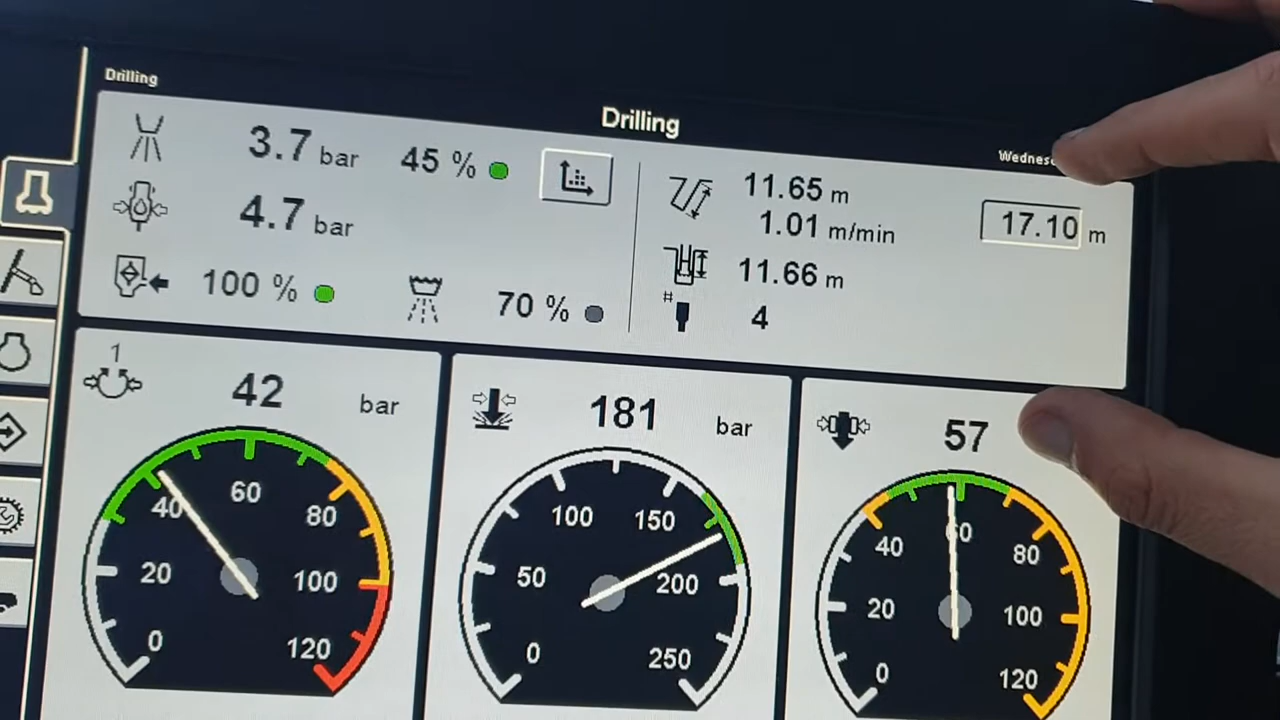 Drilling
Drilling
Wednes
3.7 bar 45 %
4.7 bar
100 % 70 %
11.65 m
1.01 m/min
17.10 m
11.66 m
# 4
1
42 bar
0 20 40 60 80 100 120
181 bar
0 50 100 150 200 250
57
0 20 40 60 80 100 120